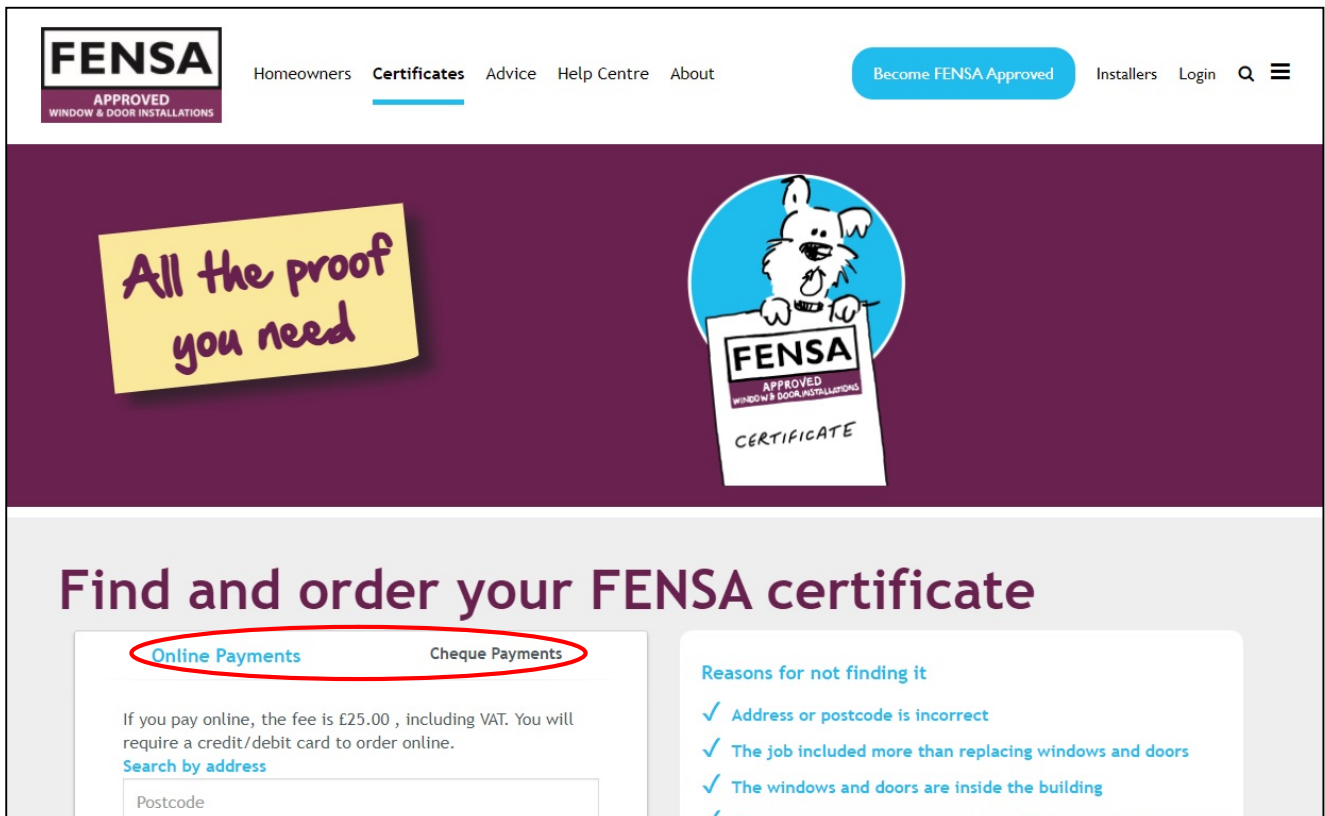 FENSA
APPROVED
WINDOW & DOOR INSTALLATIONS
Homeowners Certificates Advice Help Centre About
Become FENSA Approved Installers Login
All the proof
you need
FENSA
APPROVED
WINDOW & DOOR INSTALLATIONS
CERTIFICATE
Find and order your FENSA certificate
Online Payments Cheque Payments
If you pay online, the fee is £25.00 , including VAT. You will
require a credit/debit card to order online.
Search by address
Postcode
Reasons for not finding it
✓ Address or postcode is incorrect
✓ The job included more than replacing windows and doors
✓ The windows and doors are inside the building